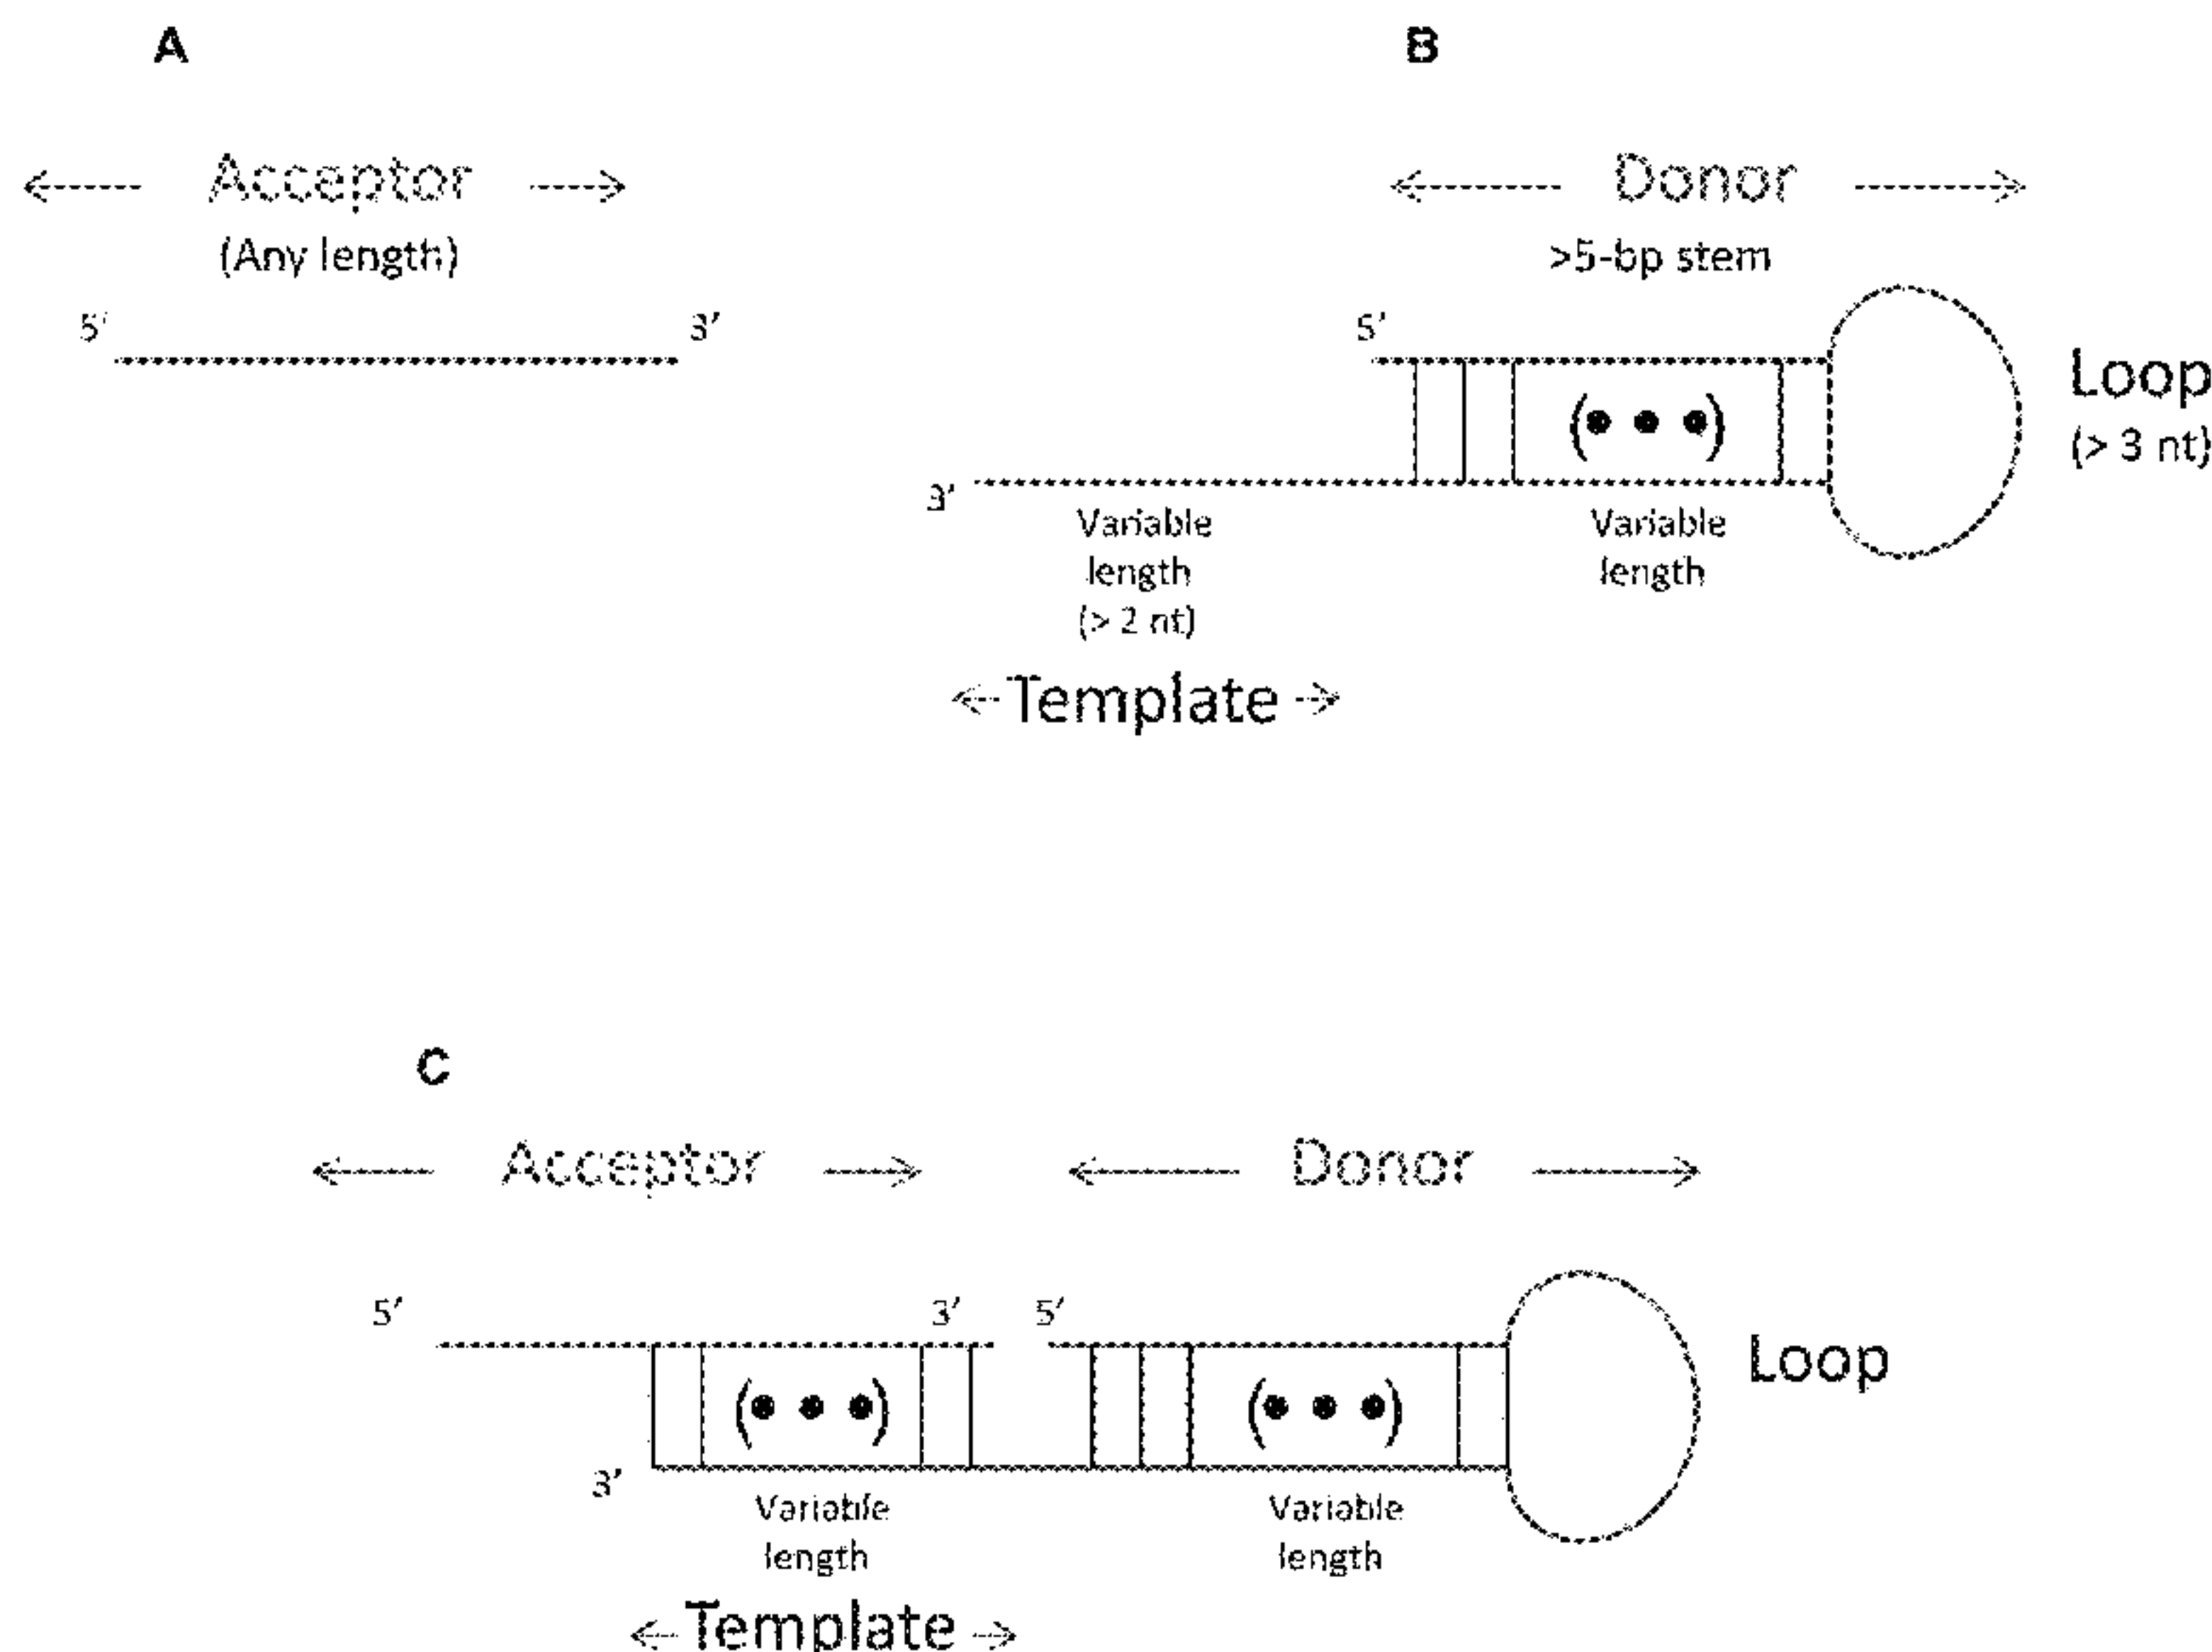 A
B
Acceptor
(Any length)
5' 3'
Donor
>5-bp stem
5'
Loop
(> 3 nt)
3'
Variable
length
(> 2 nt)
Variable
length
Template
C
Acceptor
Donor
5' 3' 5'
Loop
3'
Variable
length
Variable
length
Template